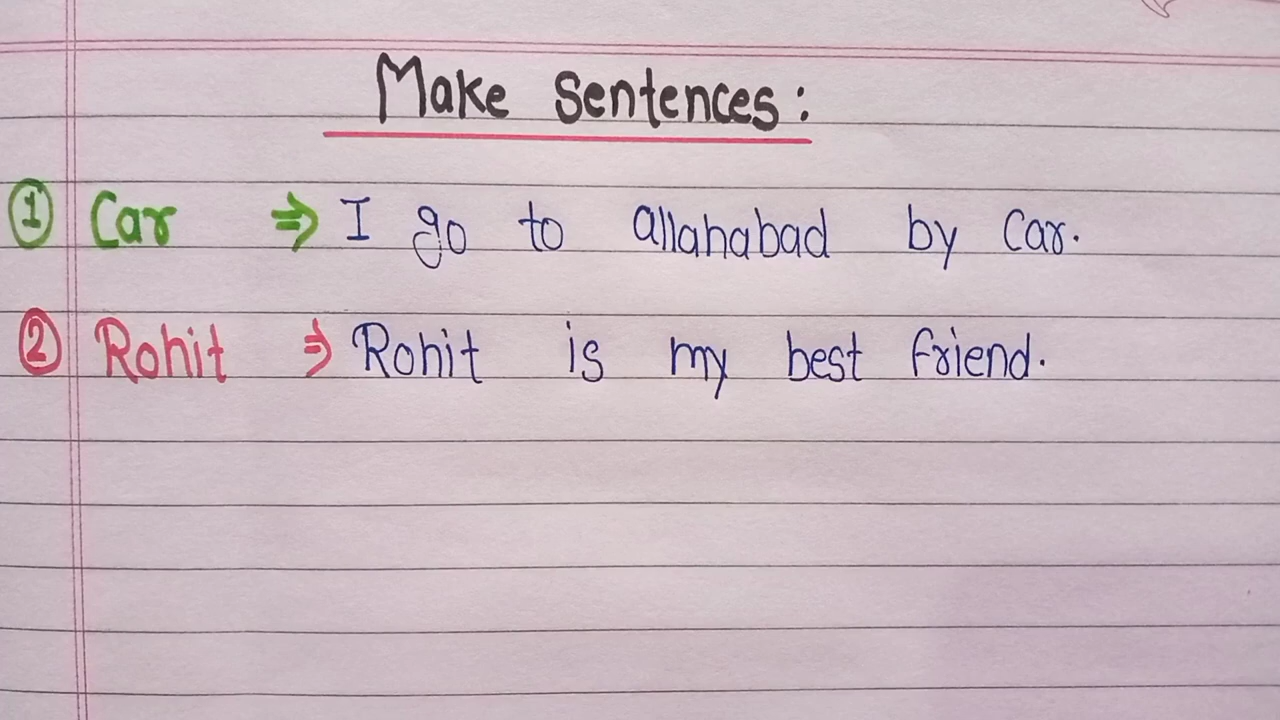 Make Sentences:
① Car ⇒ I go to allahabad by Car.
② Rohit ⇒ Rohit is my best friend.